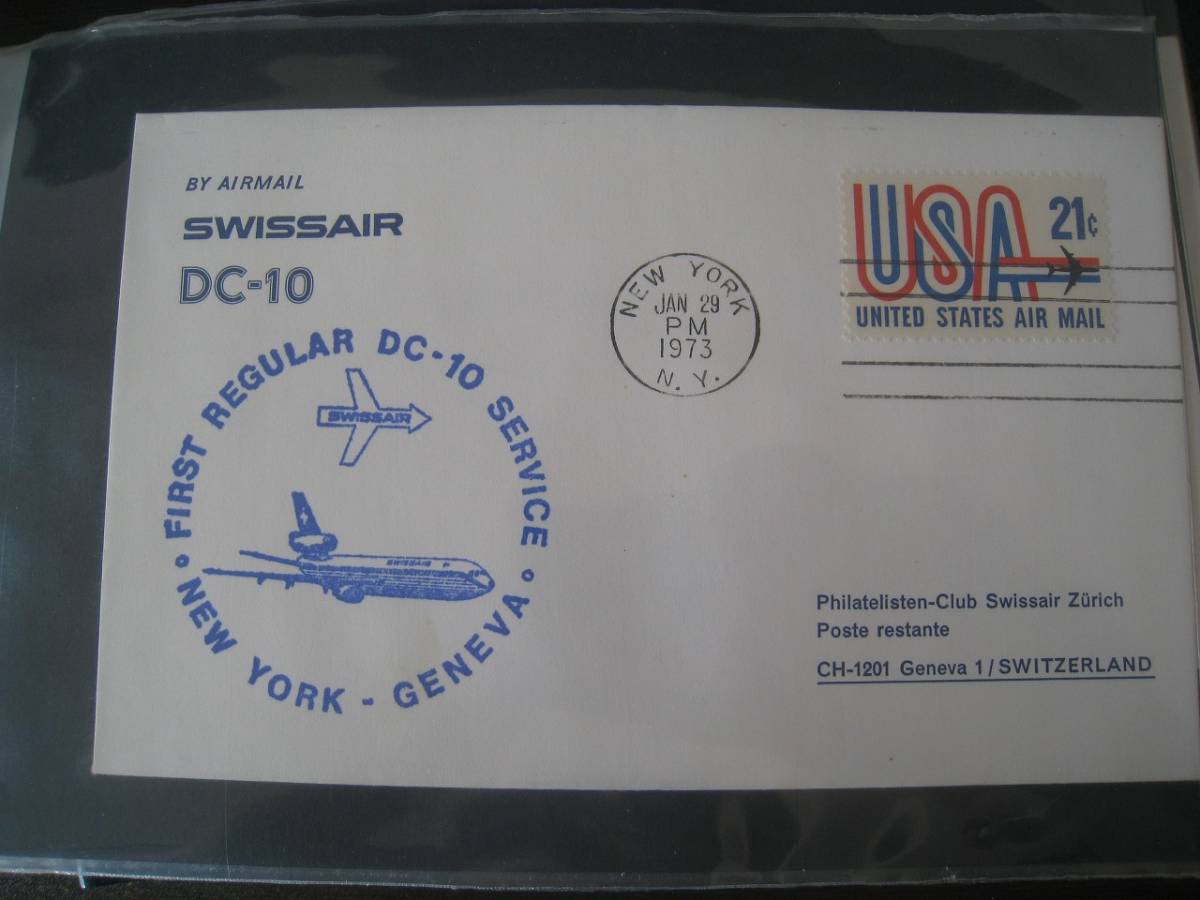 BY AIRMAIL
SWISSAIR
DC-10
FIRST REGULAR DC-10 SERVICE
NEW YORK - GENEVA
SWISSAIR
SWISSAIR
NEW YORK
JAN 29
PM
1973
N. Y.
USA 21¢
UNITED STATES AIR MAIL
Philatelisten-Club Swissair Zürich
Poste restante
CH-1201 Geneva 1/SWITZERLAND